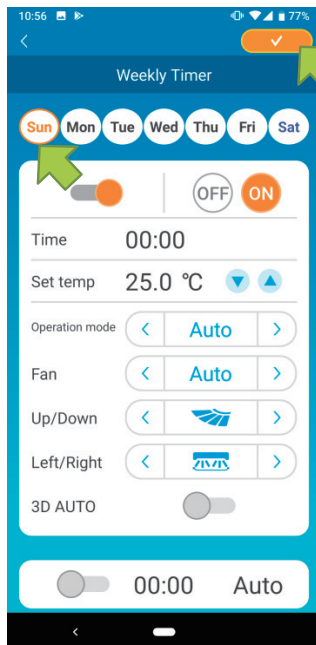 10:56 77%
Weekly Timer
Sun Mon Tue Wed Thu Fri Sat
OFF ON
Time 00:00
Set temp 25.0 °C
Operation mode Auto
Fan Auto
Up/Down
Left/Right
3D AUTO
00:00 Auto